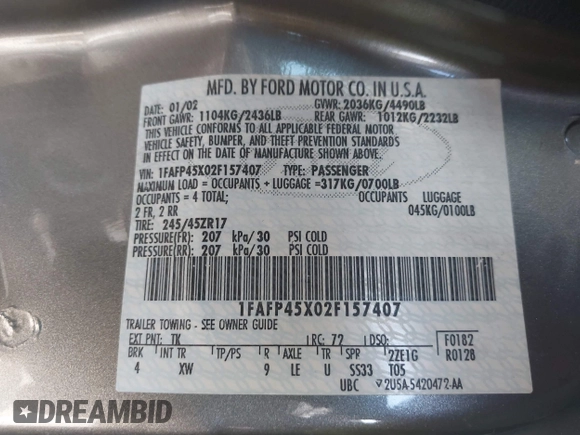 MFD. BY FORD MOTOR CO. IN U.S.A.
DATE: 01/02 GVWR: 2036KG/4490LB
FRONT GAWR: 1104KG/2436LB REAR GAWR: 1012KG/2232LB
THIS VEHICLE CONFORMS TO ALL APPLICABLE FEDERAL MOTOR
VEHICLE SAFETY, BUMPER, AND THEFT PREVENTION STANDARDS
IN EFFECT ON THE DATE OF MANUFACTURE SHOWN ABOVE.
VIN: 1FAFP45X02F157407 TYPE: PASSENGER
MAXIMUM LOAD = OCCUPANTS + LUGGAGE =317KG/0700LB
OCCUPANTS = 4 TOTAL; OCCUPANTS LUGGAGE
2 FR, 2 RR 045KG/0100LB
TIRE: 245/45ZR17
PRESSURE(FR) 207 kPa/30 PSI COLD
PRESSURE(RR) 207 kPa/30 PSI COLD
1FAFP45X02F157407
TRAILER TOWING - SEE OWNER GUIDE
EXT PNT: TK RC: 72 DSO: F0182
BRK INT TR TP/PS R AXLE TR SPR 2ZE1G R0128
4 XW 9 LE U SS33 T05
UBC 2U5A-5420472-AA
DREAMBID